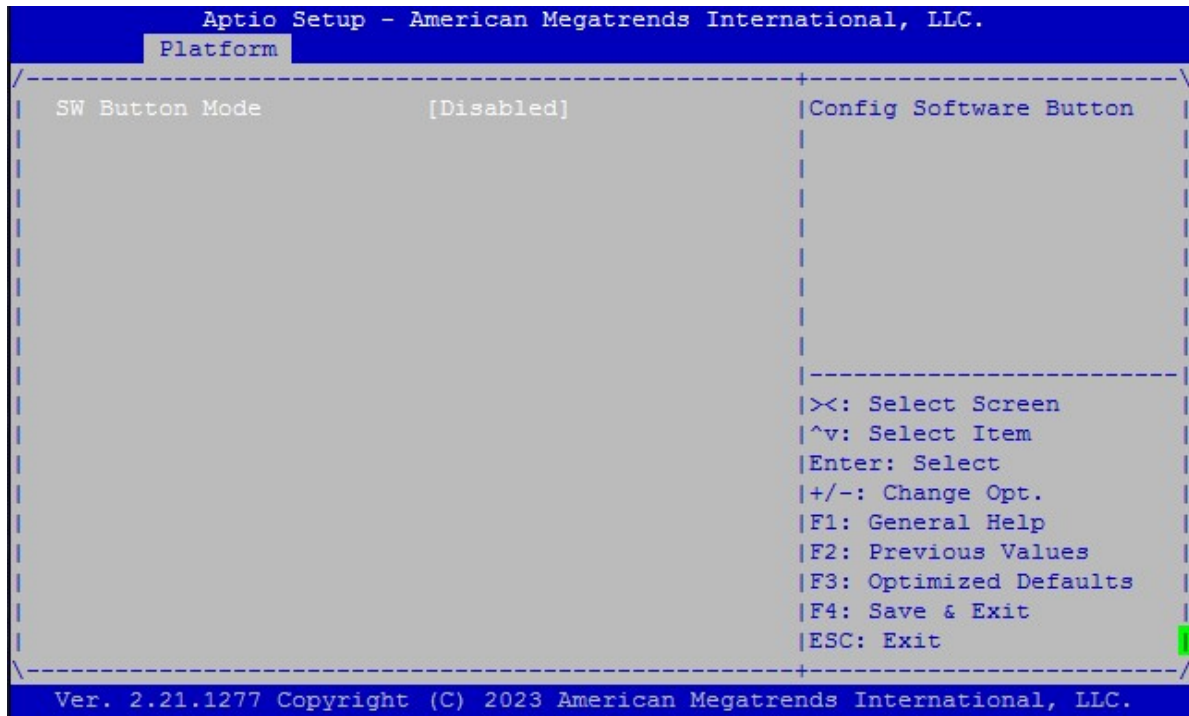 Aptio Setup - American Megatrends International, LLC.
Platform
SW Button Mode [Disabled]
Config Software Button
><: Select Screen
^v: Select Item
Enter: Select
+/-: Change Opt.
F1: General Help
F2: Previous Values
F3: Optimized Defaults
F4: Save & Exit
ESC: Exit
Ver. 2.21.1277 Copyright (C) 2023 American Megatrends International, LLC.